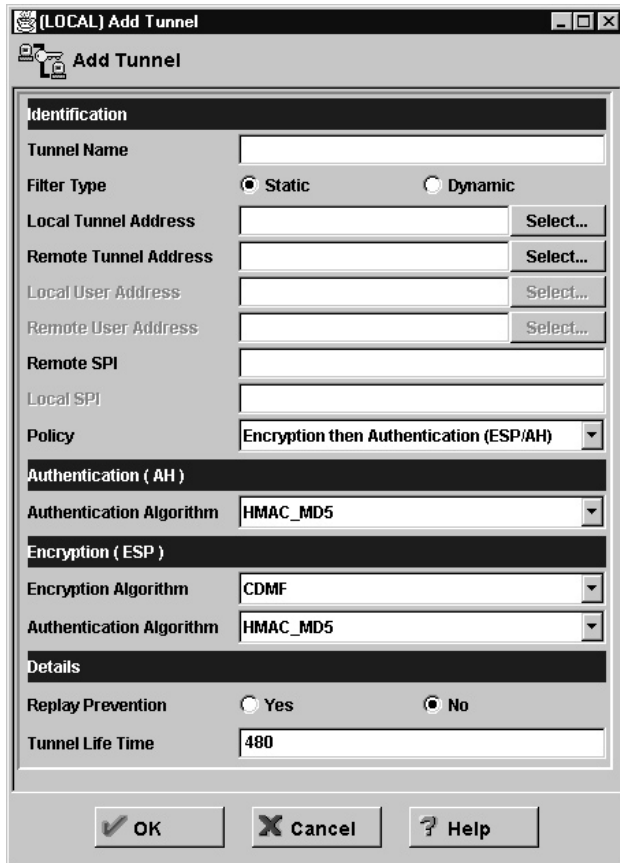 (LOCAL) Add Tunnel
Add Tunnel
Identification
Tunnel Name
Filter Type Static Dynamic
Local Tunnel Address Select...
Remote Tunnel Address Select...
Local User Address Select...
Remote User Address Select...
Remote SPI
Local SPI
Policy Encryption then Authentication (ESP/AH)
Authentication ( AH )
Authentication Algorithm HMAC_MD5
Encryption ( ESP )
Encryption Algorithm CDMF
Authentication Algorithm HMAC_MD5
Details
Replay Prevention Yes No
Tunnel Life Time 480
OK Cancel ? Help